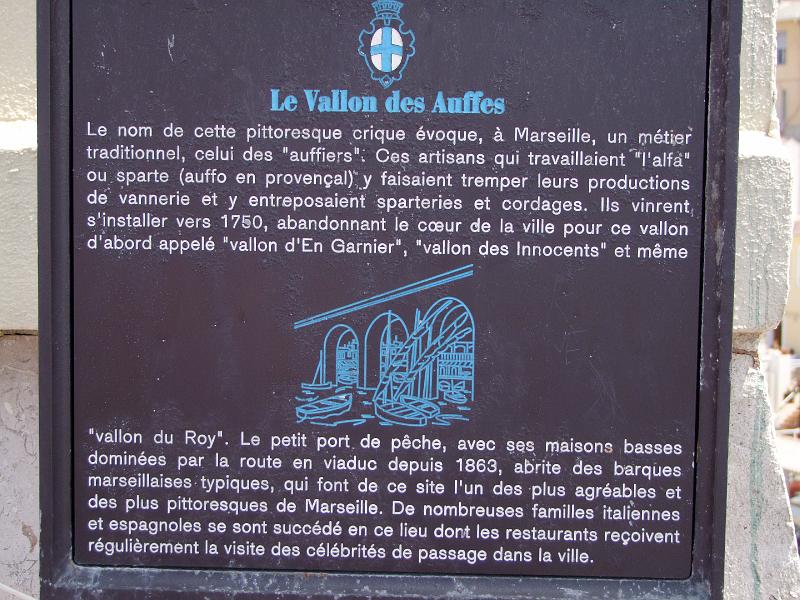 Le Vallon des Auffes
Le nom de cette pittoresque crique évoque, à Marseille, un métier
traditionnel, celui des "auffiers". Ces artisans qui travaillaient "l'alfa"
ou sparte (auffo en provençal) y faisaient tremper leurs productions
de vannerie et y entreposaient sparteries et cordages. Ils vinrent
s'installer vers 1750, abandonnant le cœur de la ville pour ce vallon
d'abord appelé "vallon d'En Garnier", "vallon des Innocents" et même
"vallon du Roy". Le petit port de pêche, avec ses maisons basses
dominées par la route en viaduc depuis 1863, abrite des barques
marseillaises typiques, qui font de ce site l'un des plus agréables et
des plus pittoresques de Marseille. De nombreuses familles italiennes
et espagnoles se sont succédé en ce lieu dont les restaurants reçoivent
régulièrement la visite des célébrités de passage dans la ville.